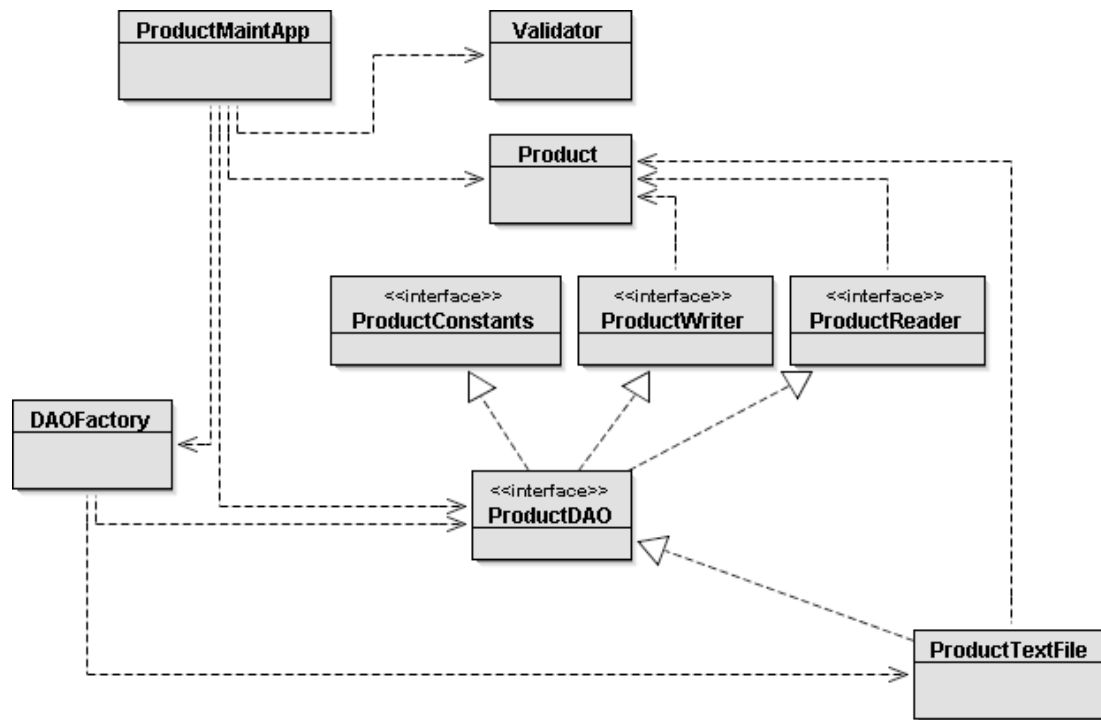 ProductMaintApp
Validator
Product
<<interface>>
ProductConstants
<<interface>>
ProductWriter
<<interface>>
ProductReader
DAOFactory
<<interface>>
ProductDAO
ProductTextFile